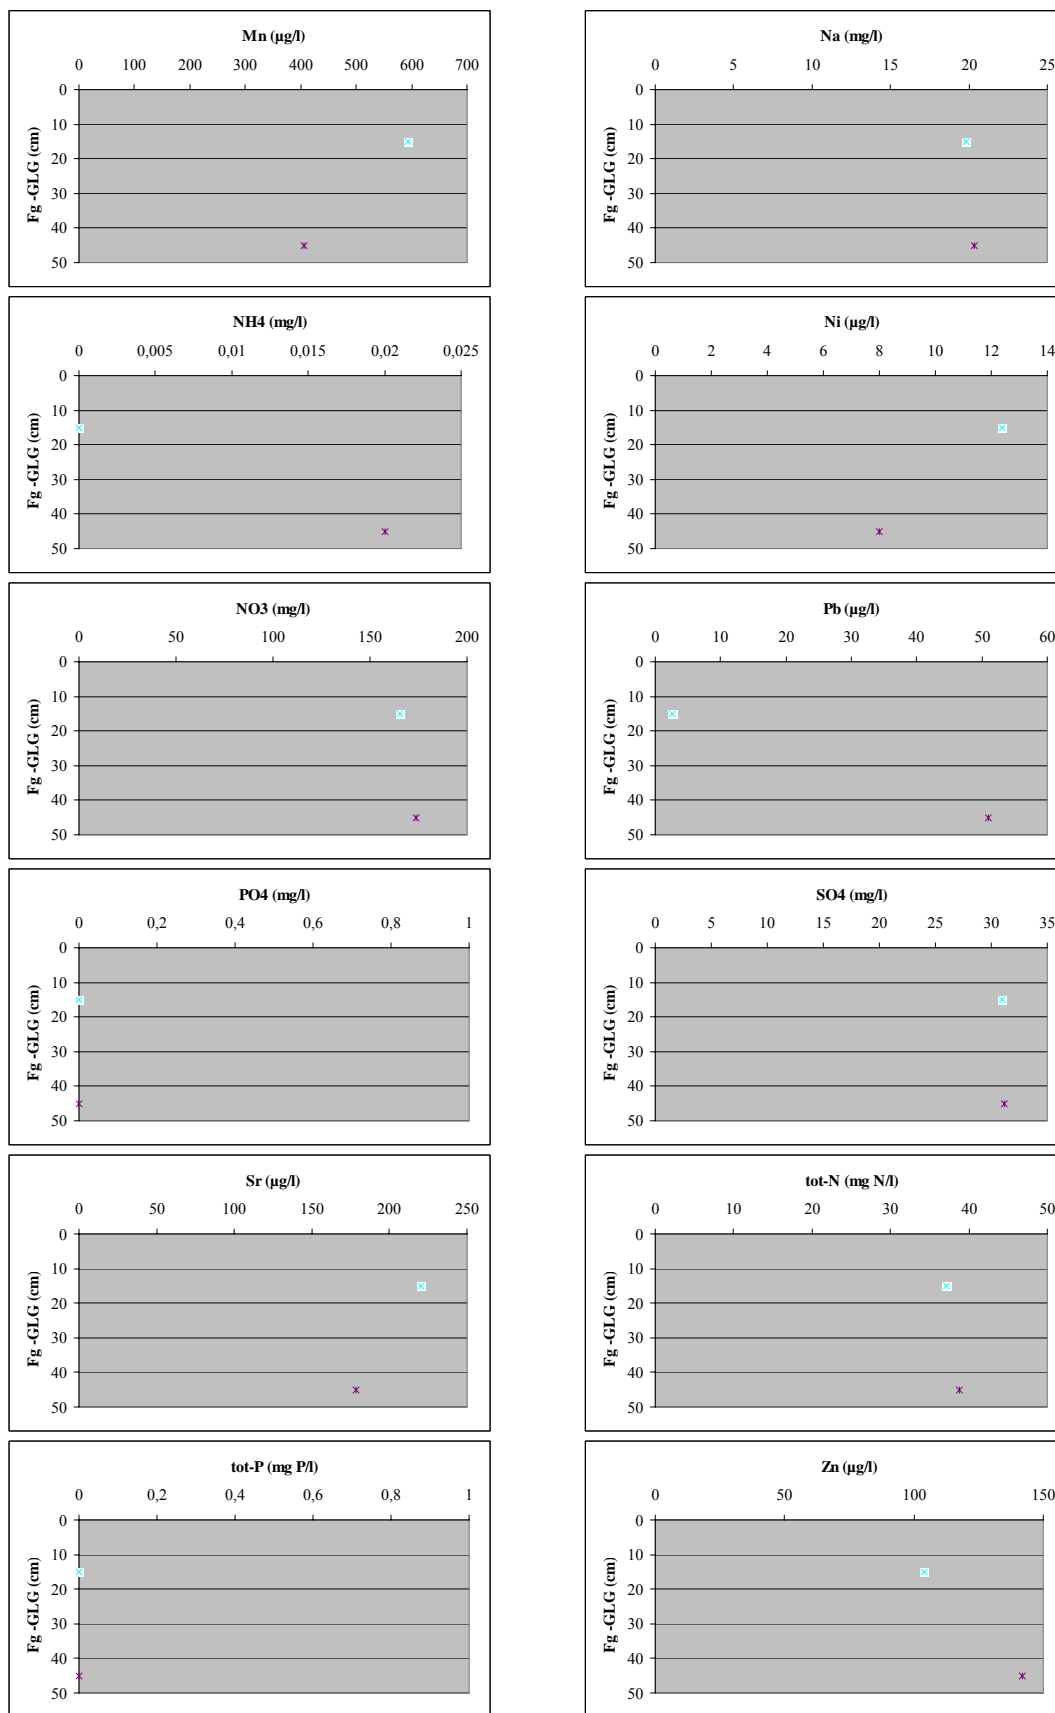 Mn (µg/l)
0 100 200 300 400 500 600 700
0
10
20
30
40
50
Fg -GLG (cm)
Na (mg/l)
0 5 10 15 20 25
0
10
20
30
40
50
Fg -GLG (cm)
NH4 (mg/l)
0 0,005 0,01 0,015 0,02 0,025
0
10
20
30
40
50
Fg -GLG (cm)
Ni (µg/l)
0 2 4 6 8 10 12 14
0
10
20
30
40
50
Fg -GLG (cm)
NO3 (mg/l)
0 50 100 150 200
0
10
20
30
40
50
Fg -GLG (cm)
Pb (µg/l)
0 10 20 30 40 50 60
0
10
20
30
40
50
Fg -GLG (cm)
PO4 (mg/l)
0 0,2 0,4 0,6 0,8 1
0
10
20
30
40
50
Fg -GLG (cm)
SO4 (mg/l)
0 5 10 15 20 25 30 35
0
10
20
30
40
50
Fg -GLG (cm)
Sr (µg/l)
0 50 100 150 200 250
0
10
20
30
40
50
Fg -GLG (cm)
tot-N (mg N/l)
0 10 20 30 40 50
0
10
20
30
40
50
Fg -GLG (cm)
tot-P (mg P/l)
0 0,2 0,4 0,6 0,8 1
0
10
20
30
40
50
Fg -GLG (cm)
Zn (µg/l)
0 50 100 150
0
10
20
30
40
50
Fg -GLG (cm)